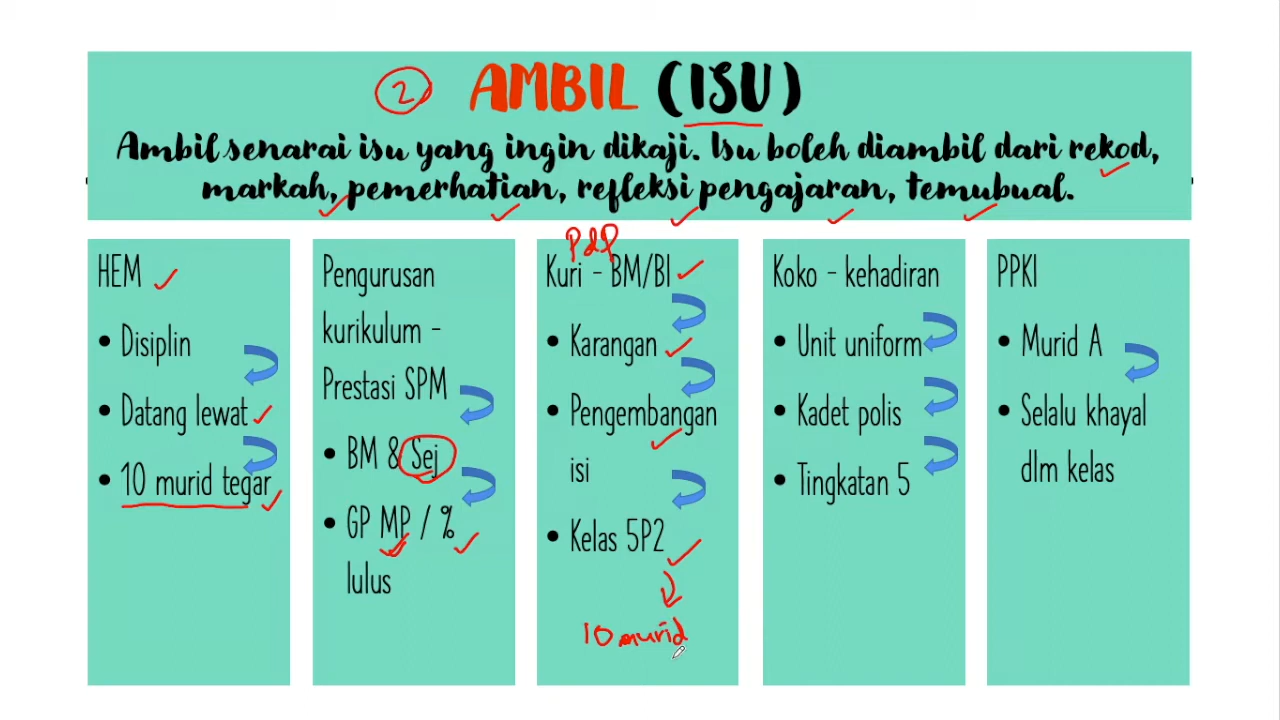 2 AMBIL (ISU)
Ambil senarai isu yang ingin dikaji. Isu boleh diambil dari rekod,
markah, pemerhatian, refleksi pengajaran, temubual.
HEM
• Disiplin
• Datang lewat
• 10 murid tegar
Pengurusan
kurikulum -
Prestasi SPM
• BM & Sej
• GP MP / %
lulus
PdP
Kuri - BM/BI
• Karangan
• Pengembangan
isi
• Kelas 5P2
10 murid
Koko - kehadiran
• Unit uniform
• Kadet polis
• Tingkatan 5
PPKI
• Murid A
• Selalu khayal
dlm kelas